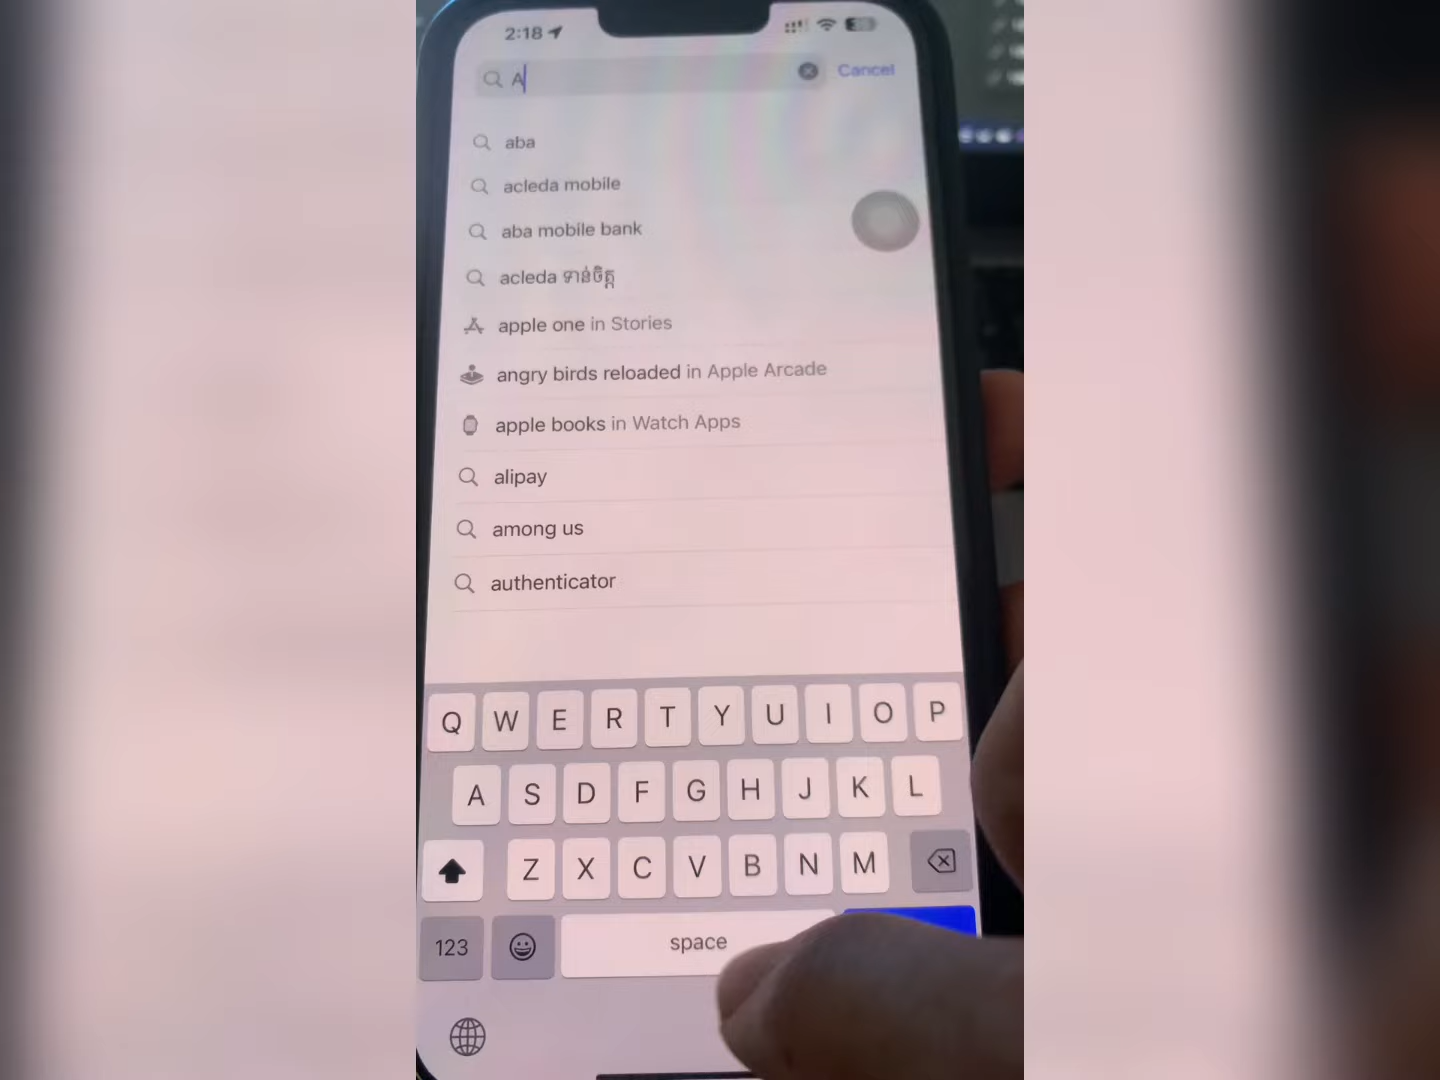 2:18
A
Cancel
aba
acleda mobile
aba mobile bank
acleda ទាន់ចិត្ត
apple one in Stories
angry birds reloaded in Apple Arcade
apple books in Watch Apps
alipay
among us
authenticator
Q W E R T Y U I O P
A S D F G H J K L
Z X C V B N M
123
space